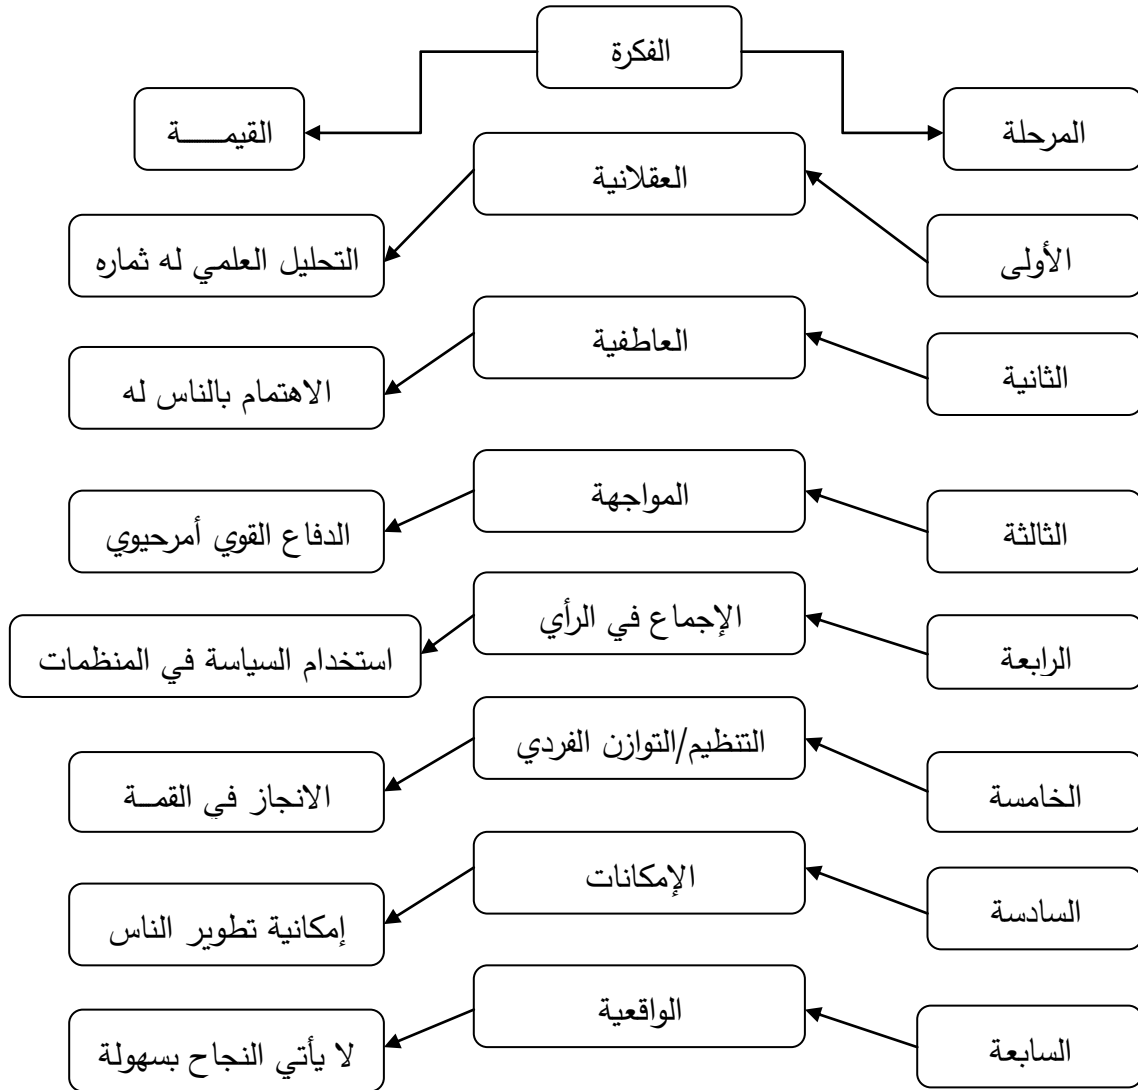 الفكرة
المرحلة
القيمـــــة
العقلانية
الأولى
التحليل العلمي له ثماره
العاطفية
الثانية
الاهتمام بالناس له
المواجهة
الثالثة
الدفاع القوي أمرحيوي
الإجماع في الرأي
الرابعة
استخدام السياسة في المنظمات
التنظيم/التوازن الفردي
الخامسة
الانجاز في القمــة
الإمكانات
السادسة
إمكانية تطوير الناس
الواقعية
السابعة
لا يأتي النجاح بسهولة